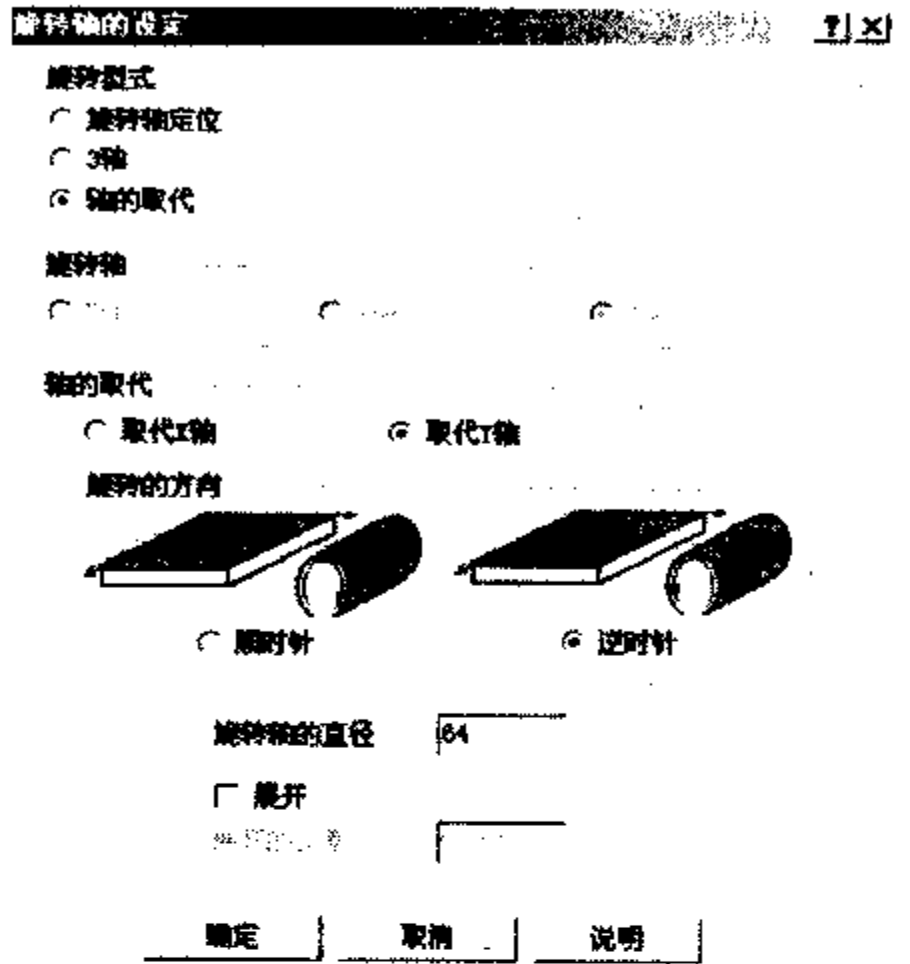 旋转轴的设定
旋转型式
旋转轴定位
3轴
轴的取代
旋转轴
轴的取代
取代X轴 取代Y轴
旋转的方向
顺时针 逆时针
旋转轴的直径 64
展开
确定 取消 说明